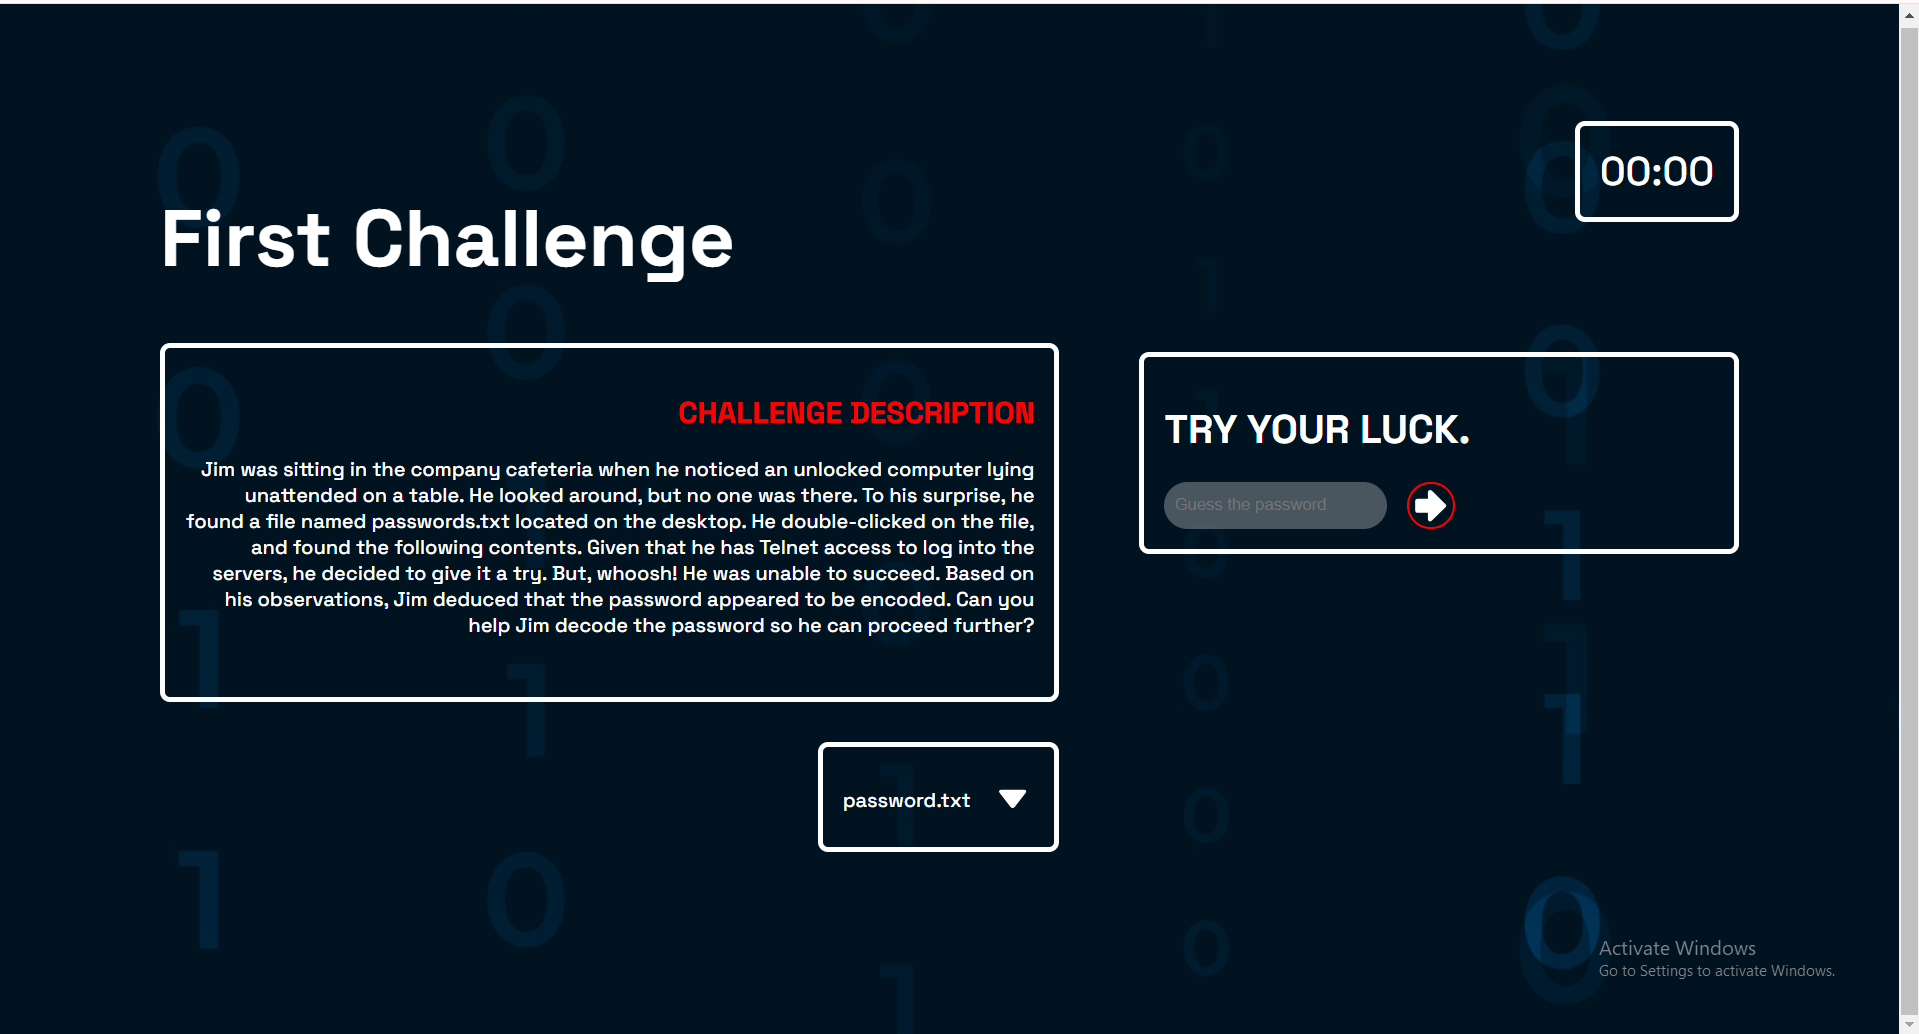 00:00
First Challenge
CHALLENGE DESCRIPTION
Jim was sitting in the company cafeteria when he noticed an unlocked computer lying
unattended on a table. He looked around, but no one was there. To his surprise, he
found a file named passwords.txt located on the desktop. He double-clicked on the file,
and found the following contents. Given that he has Telnet access to log into the
servers, he decided to give it a try. But, whoosh! He was unable to succeed. Based on
his observations, Jim deduced that the password appeared to be encoded. Can you
help Jim decode the password so he can proceed further?
password.txt
TRY YOUR LUCK.
Guess the password
Activate Windows
Go to Settings to activate Windows.